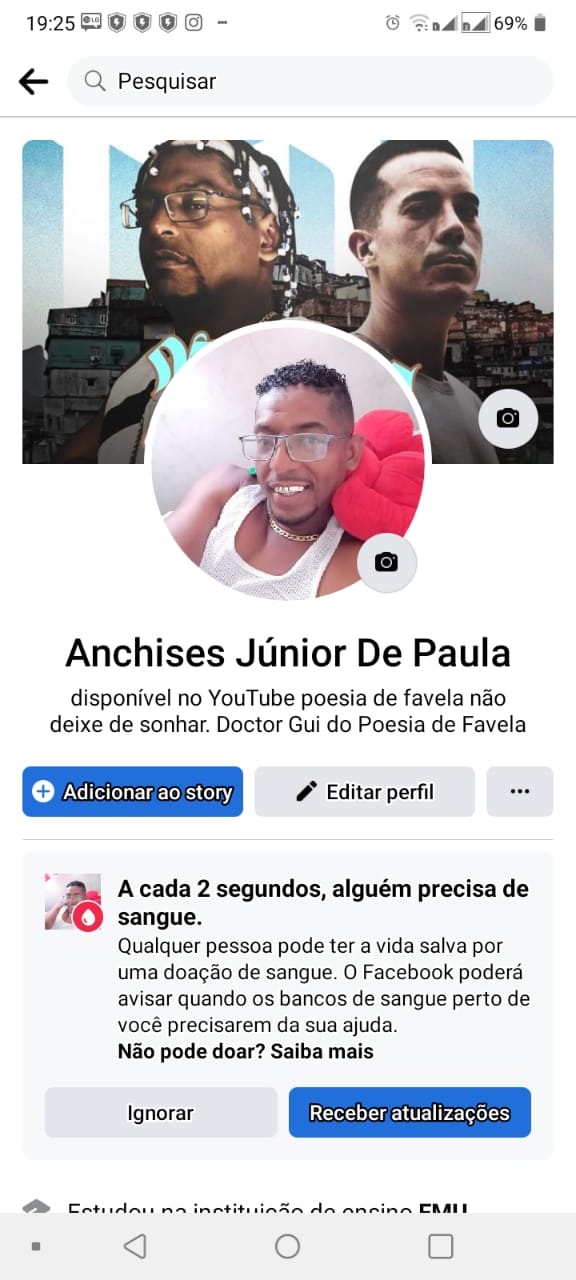 19:25
69%
Pesquisar
Anchises Júnior De Paula
disponível no YouTube poesia de favela não
deixe de sonhar. Doctor Gui do Poesia de Favela
Adicionar ao story
Editar perfil
A cada 2 segundos, alguém precisa de
sangue.
Qualquer pessoa pode ter a vida salva por
uma doação de sangue. O Facebook poderá
avisar quando os bancos de sangue perto de
você precisarem da sua ajuda.
Não pode doar? Saiba mais
Ignorar
Receber atualizações
Estudou na instituição de ensino FMU